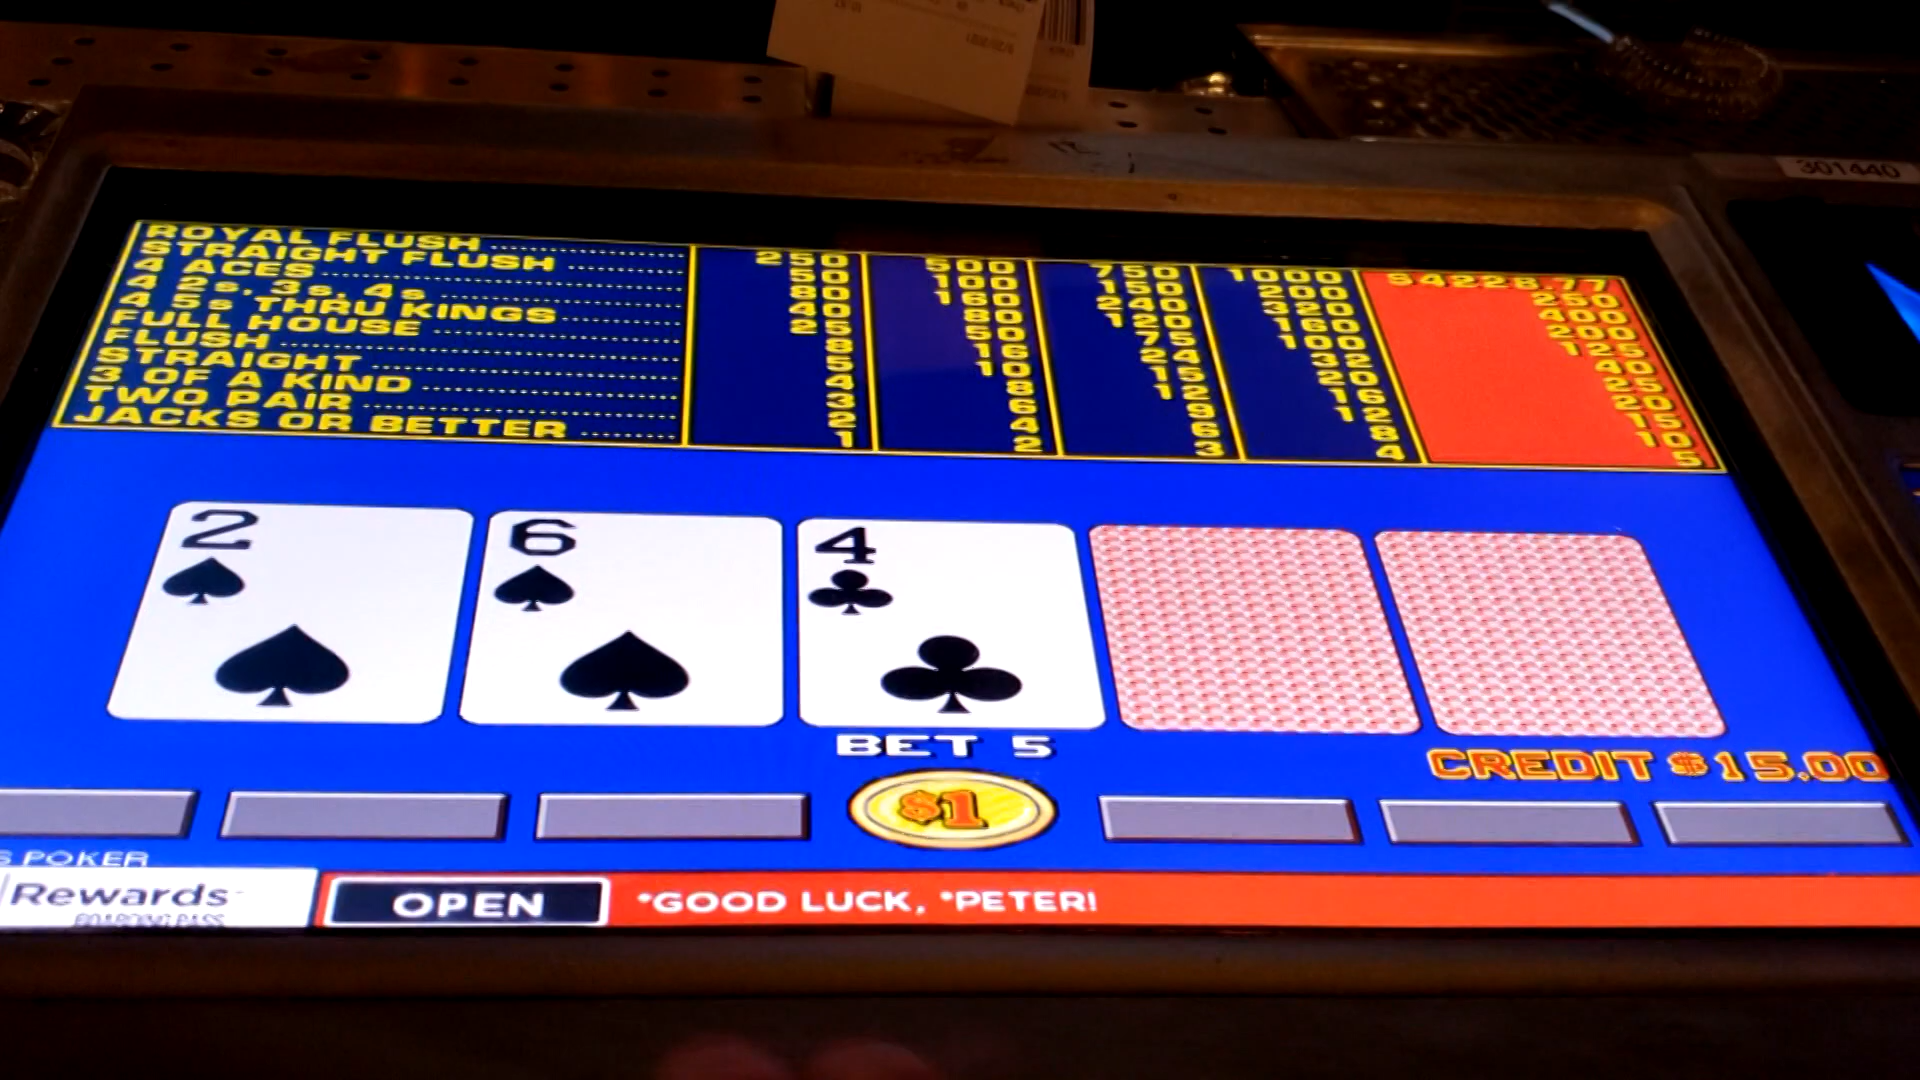 301440
ROYAL FLUSH 250 500 750 1000 $4228.77
STRAIGHT FLUSH 50 100 150 200 250
4 ACES 80 160 240 320 400
4 2s, 3s, 4s 40 80 120 160 200
4 5s THRU KINGS 25 50 75 100 125
FULL HOUSE 8 16 24 32 40
FLUSH 5 10 15 20 25
STRAIGHT 4 8 12 16 20
3 OF A KIND 3 6 9 12 15
TWO PAIR 2 4 6 8 10
JACKS OR BETTER 1 2 3 4 5
2 6 4
BET 5
CREDIT $15.00
$1
S POKER
Rewards
BOARDING PASS
OPEN
*GOOD LUCK, *PETER!